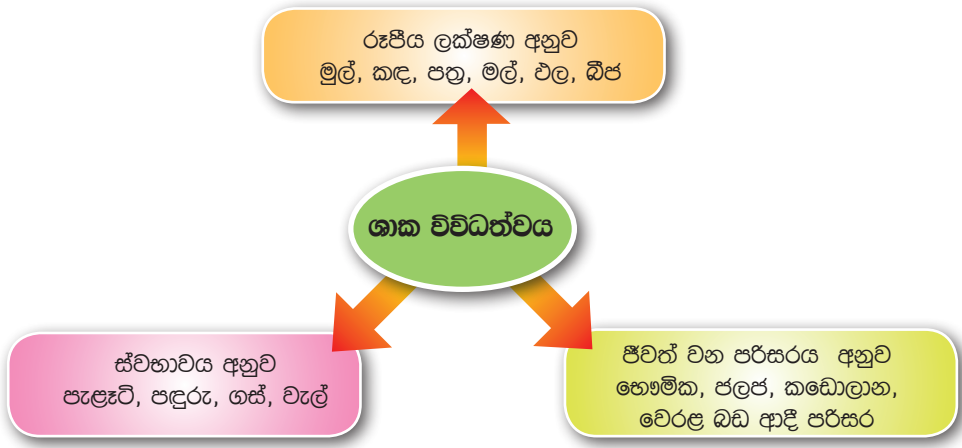 රූපීය ලක්ෂණ අනුව
මුල්, කඳ, පත්‍ර, මල්, ඵල, බීජ
ශාක විවිධත්වය
ස්වභාවය අනුව
පැළෑටි, පඳුරු, ගස්, වැල්
ජීවත් වන පරිසරය අනුව
භෞමික, ජලජ, කඩොලාන,
වෙරළ බඩ ආදී පරිසර